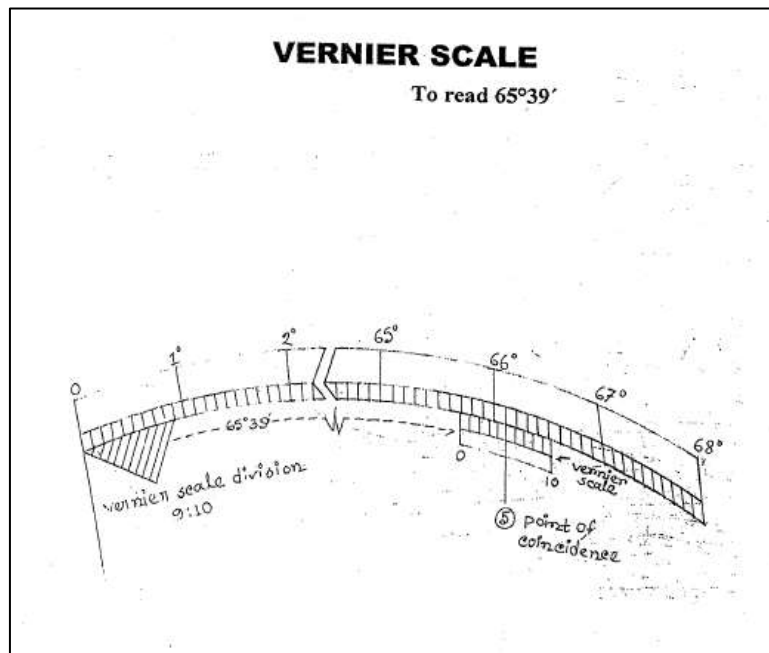 VERNIER SCALE
To read 65°39′
0
1°
2°
65°
66°
67°
68°
65°39′
vernier scale division
9:10
0
10
vernier
scale
⑤ point of
coincidence